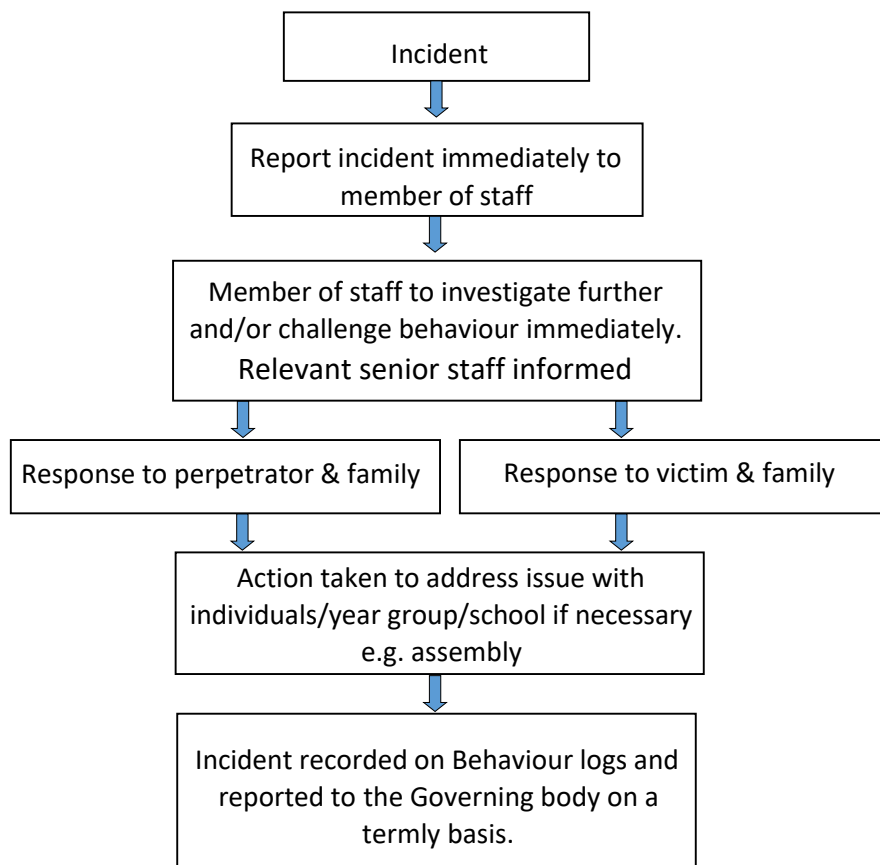 Incident
Report incident immediately to
member of staff
Member of staff to investigate further
and/or challenge behaviour immediately.
Relevant senior staff informed
Response to perpetrator & family
Response to victim & family
Action taken to address issue with
individuals/year group/school if necessary
e.g. assembly
Incident recorded on Behaviour logs and
reported to the Governing body on a
termly basis.